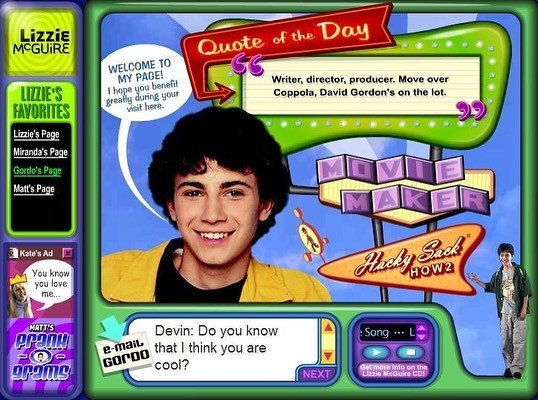 Lizzie
McGUiRE
LiZZiE'S
FAVORiTES
Lizzie's Page
Miranda's Page
Gordo's Page
Matt's Page
Kate's Ad
You know
you love
me...
MATT'S
PRANK
O
GRAMS
WELCOME TO
MY PAGE!
I hope you benefit
greatly during your
visit here.
Quote of the Day
Writer, director, producer. Move over
Coppola, David Gordon's on the lot.
MOVIE
MAKER
Hacky Sack
HOW2
e-mail
GORDO
Devin: Do you know
that I think you are
cool?
NEXT
Song ... L
Get more info on the
Lizzie McGuire CD!